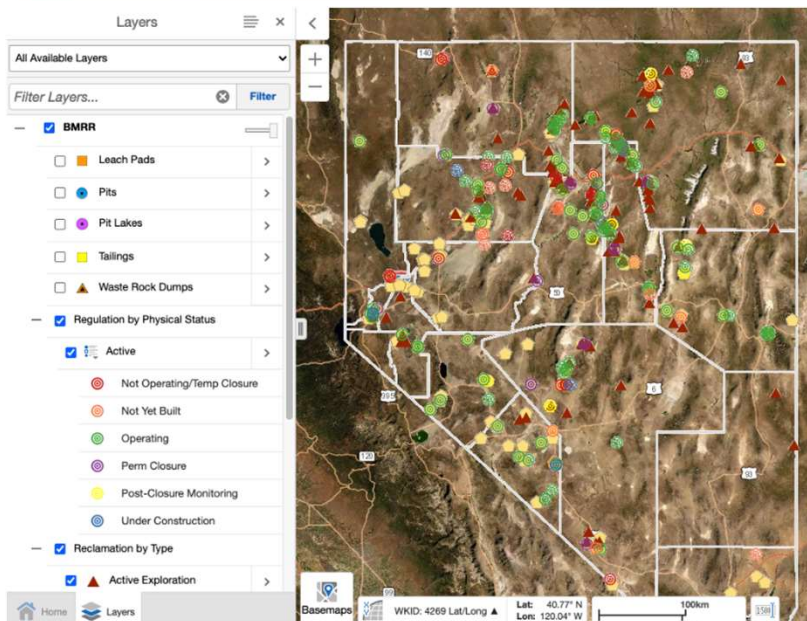 Layers
All Available Layers
Filter Layers...
Filter
BMRR
Leach Pads
Pits
Pit Lakes
Tailings
Waste Rock Dumps
Regulation by Physical Status
Active
Not Operating/Temp Closure
Not Yet Built
Operating
Perm Closure
Post-Closure Monitoring
Under Construction
Reclamation by Type
Active Exploration
Home
Layers
140
93
50
6
395
120
93
99
Basemaps
WKID: 4269 Lat/Long
Lat: 40.77° N
Lon: 120.04° W
100km